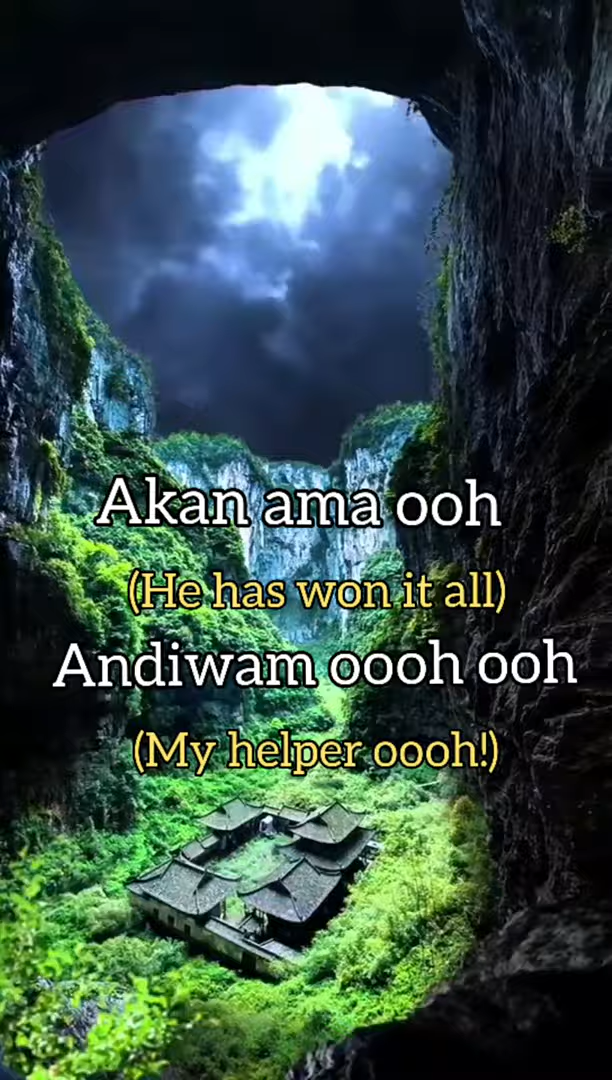 Akan ama ooh
(He has won it all)
Andiwam oooh ooh
(My helper oooh!)